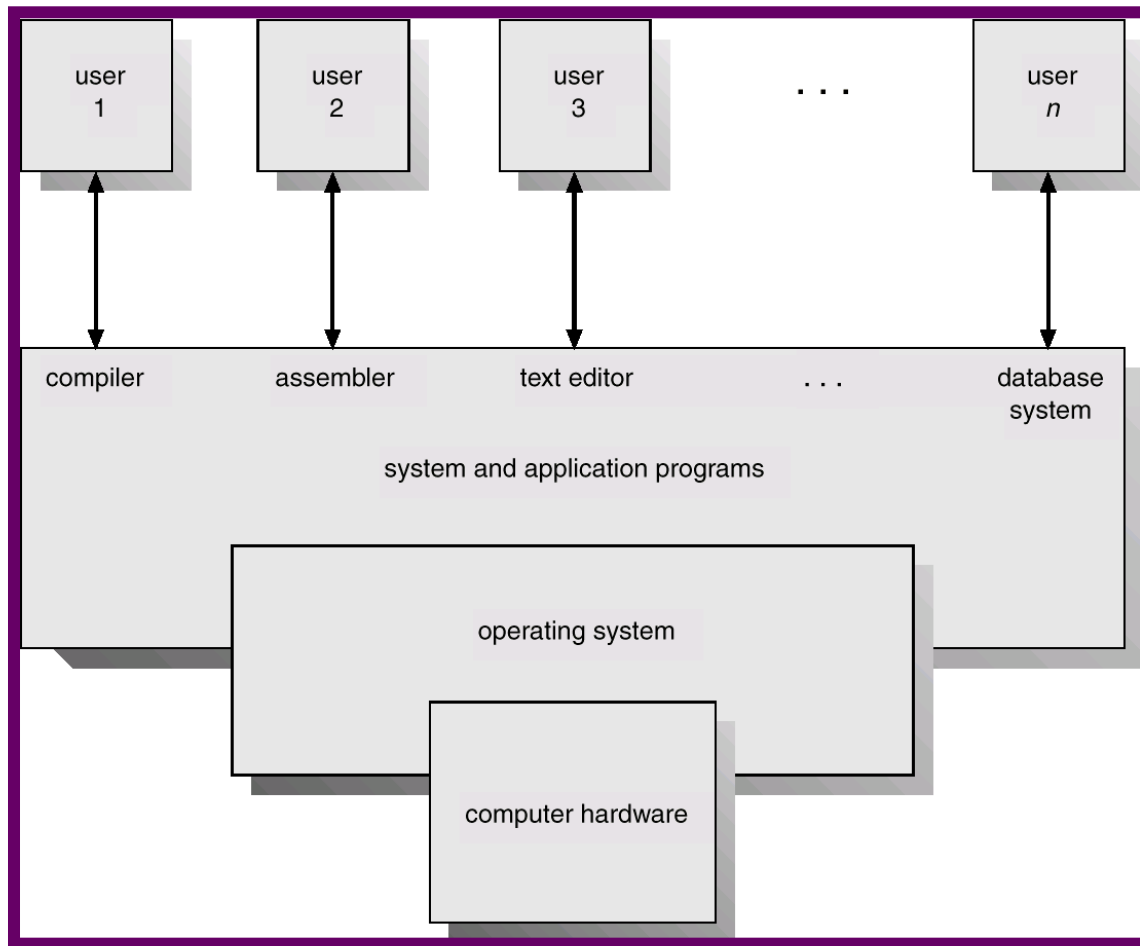 user
1
user
2
user
3
. . .
user
n
compiler
assembler
text editor
. . .
database
system
system and application programs
operating system
computer hardware